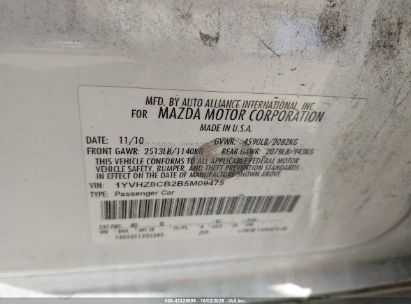 MFD. BY AUTO ALLIANCE INTERNATIONAL, INC.
FOR MAZDA MOTOR CORPORATION
MADE IN U.S.A.
DATE: 11/10 GVWR: 4590LB/2082KG
FRONT GAWR: 2513LB/1140KG REAR GAWR: 2079LB/943KG
THIS VEHICLE CONFORMS TO ALL APPLICABLE FEDERAL MOTOR
VEHICLE SAFETY, BUMPER, AND THEFT PREVENTION STANDARDS
IN EFFECT ON THE DATE OF MANUFACTURE SHOWN ABOVE.
VIN: 1YVHZ8CB2B5M09475
TYPE: Passenger Car